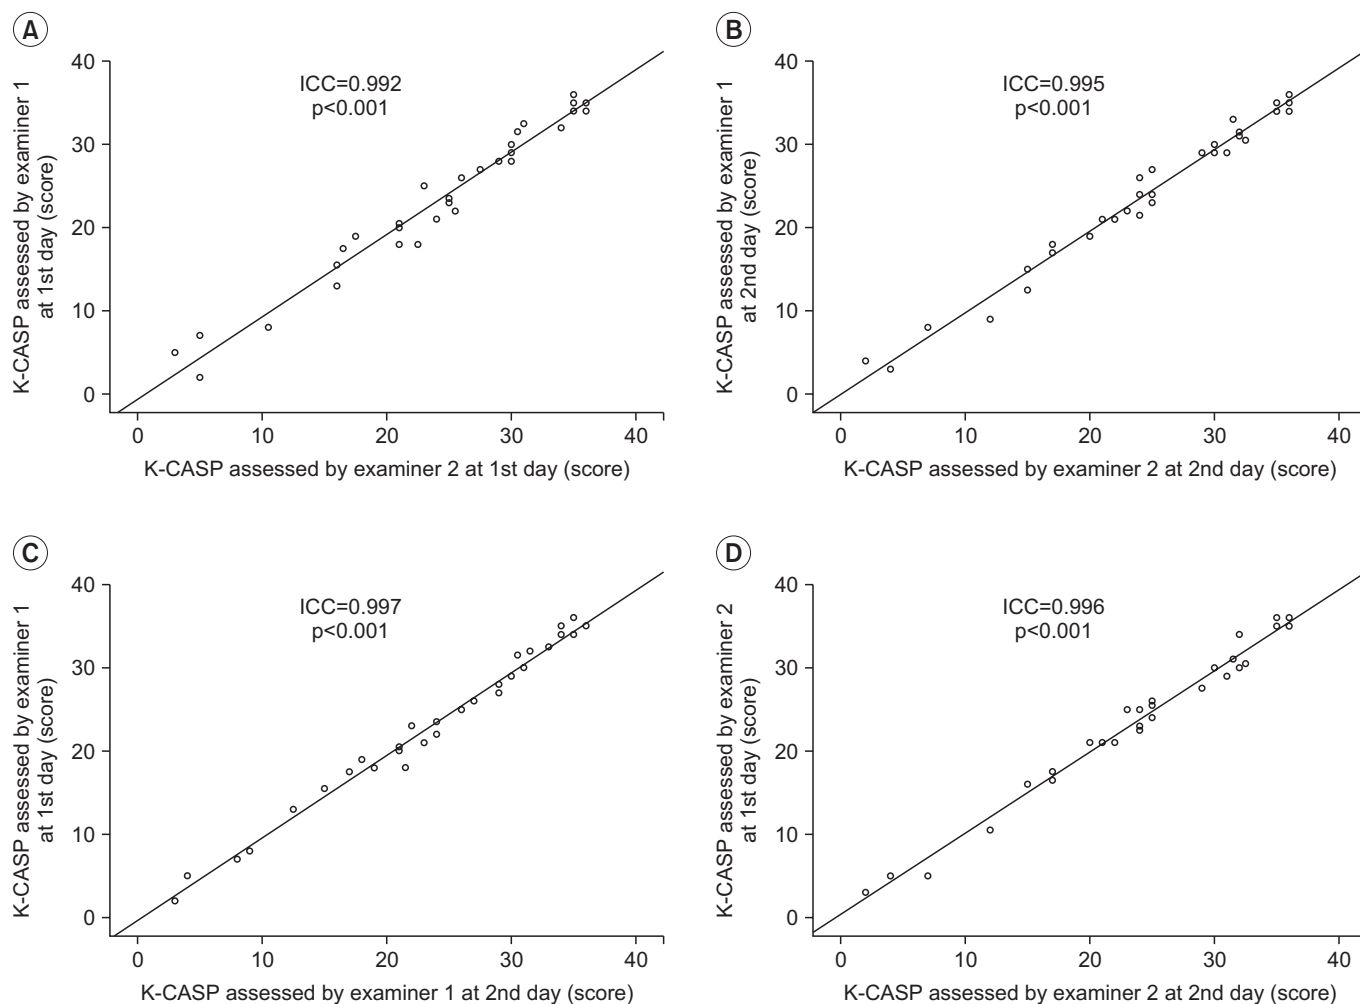 A
ICC=0.992
p<0.001
K-CASP assessed by examiner 1
at 1st day (score)
40
30
20
10
0
0 10 20 30 40
K-CASP assessed by examiner 2 at 1st day (score)
B
ICC=0.995
p<0.001
K-CASP assessed by examiner 1
at 2nd day (score)
40
30
20
10
0
0 10 20 30 40
K-CASP assessed by examiner 2 at 2nd day (score)
C
ICC=0.997
p<0.001
K-CASP assessed by examiner 1
at 1st day (score)
40
30
20
10
0
0 10 20 30 40
K-CASP assessed by examiner 1 at 2nd day (score)
D
ICC=0.996
p<0.001
K-CASP assessed by examiner 2
at 1st day (score)
40
30
20
10
0
0 10 20 30 40
K-CASP assessed by examiner 2 at 2nd day (score)